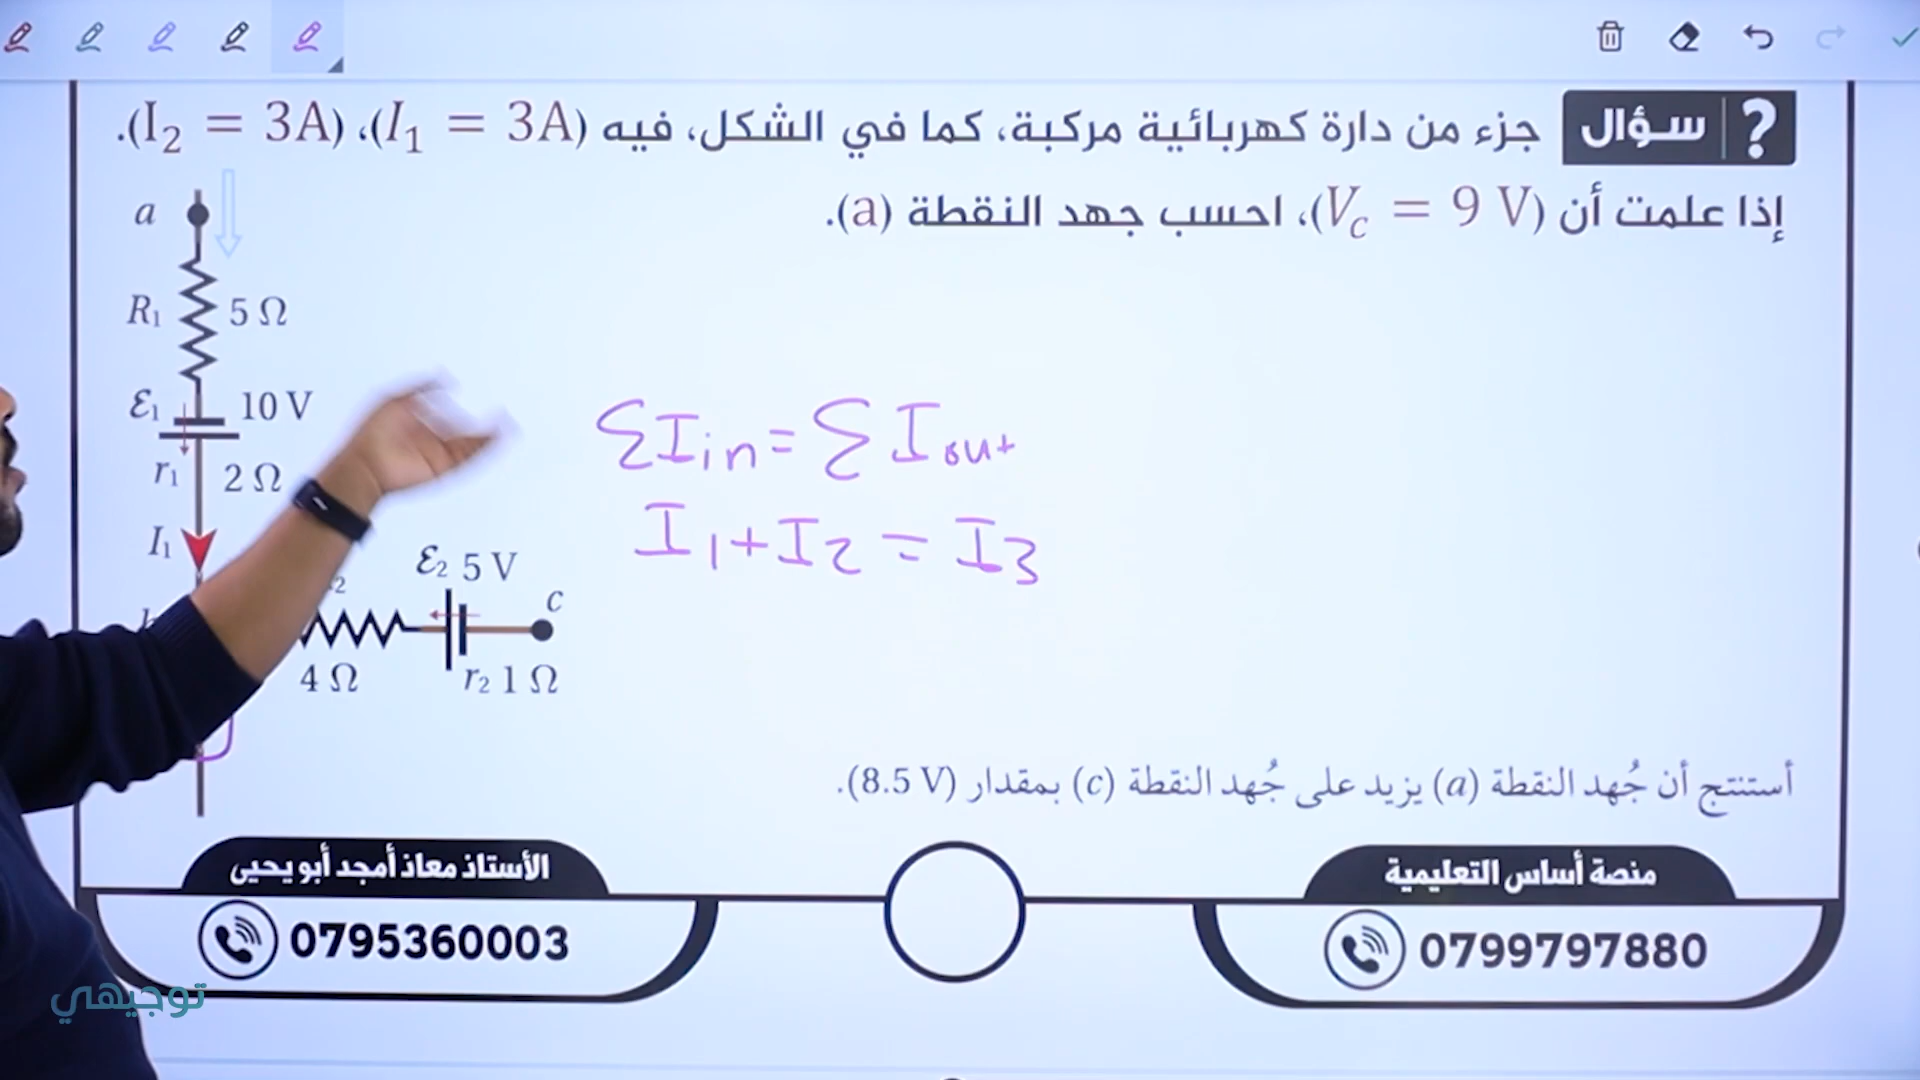 سؤال ? جزء من دارة كهربائية مركبة، كما في الشكل، فيه (I₁ = 3A)، (I₂ = 3A).
إذا علمت أن (V_c = 9 V)، احسب جهد النقطة (a).
a
R₁ 5 Ω
ℰ₁ 10 V
r₁ 2 Ω
I₁
ℰ₂ 5 V
c
4 Ω
r₂ 1 Ω
ΣIin = ΣIout
I₁ + I₂ = I₃
أستنتج أن جُهد النقطة (a) يزيد على جُهد النقطة (c) بمقدار (8.5 V).
منصة أساس التعليمية
0799797880
الأستاذ معاذ أمجد أبو يحيى
0795360003
توجيهي